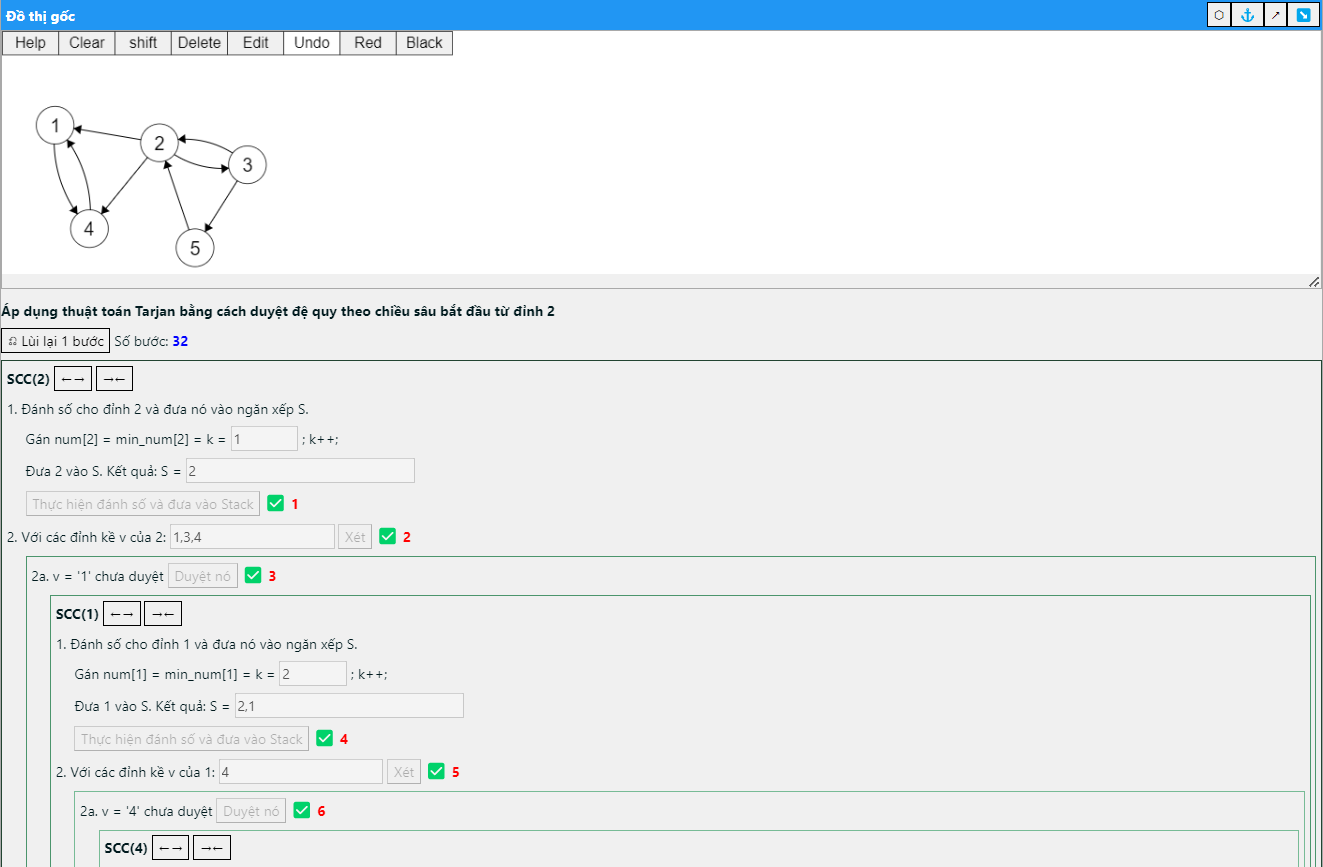 Đồ thị gốc
Help Clear shift Delete Edit Undo Red Black
1
2
3
4
5
Áp dụng thuật toán Tarjan bằng cách duyệt đệ quy theo chiều sâu bắt đầu từ đỉnh 2
Lùi lại 1 bước Số bước: 32
SCC(2) ←→ →←
1. Đánh số cho đỉnh 2 và đưa nó vào ngăn xếp S.
Gán num[2] = min_num[2] = k = 1 ; k++;
Đưa 2 vào S. Kết quả: S = 2
Thực hiện đánh số và đưa vào Stack 1
2. Với các đỉnh kề v của 2: 1,3,4 Xét 2
2a. v = '1' chưa duyệt Duyệt nó 3
SCC(1) ←→ →←
1. Đánh số cho đỉnh 1 và đưa nó vào ngăn xếp S.
Gán num[1] = min_num[1] = k = 2 ; k++;
Đưa 1 vào S. Kết quả: S = 2,1
Thực hiện đánh số và đưa vào Stack 4
2. Với các đỉnh kề v của 1: 4 Xét 5
2a. v = '4' chưa duyệt Duyệt nó 6
SCC(4) ←→ →←